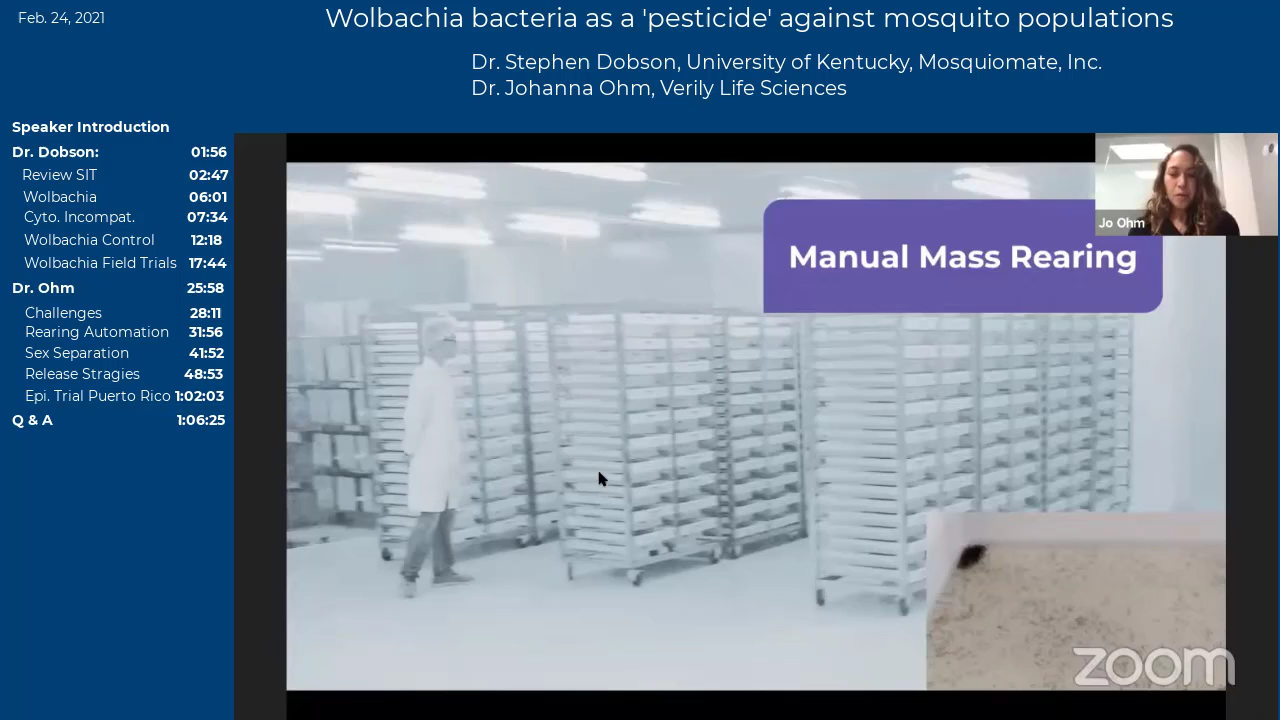 Feb. 24, 2021
Wolbachia bacteria as a 'pesticide' against mosquito populations
Dr. Stephen Dobson, University of Kentucky, Mosquiomate, Inc.
Dr. Johanna Ohm, Verily Life Sciences
Speaker Introduction
Dr. Dobson: 01:56
Review SIT 02:47
Wolbachia 06:01
Cyto. Incompat. 07:34
Wolbachia Control 12:18
Wolbachia Field Trials 17:44
Dr. Ohm 25:58
Challenges 28:11
Rearing Automation 31:56
Sex Separation 41:52
Release Stragies 48:53
Epi. Trial Puerto Rico 1:02:03
Q & A 1:06:25
Jo Ohm
Manual Mass Rearing
zoom